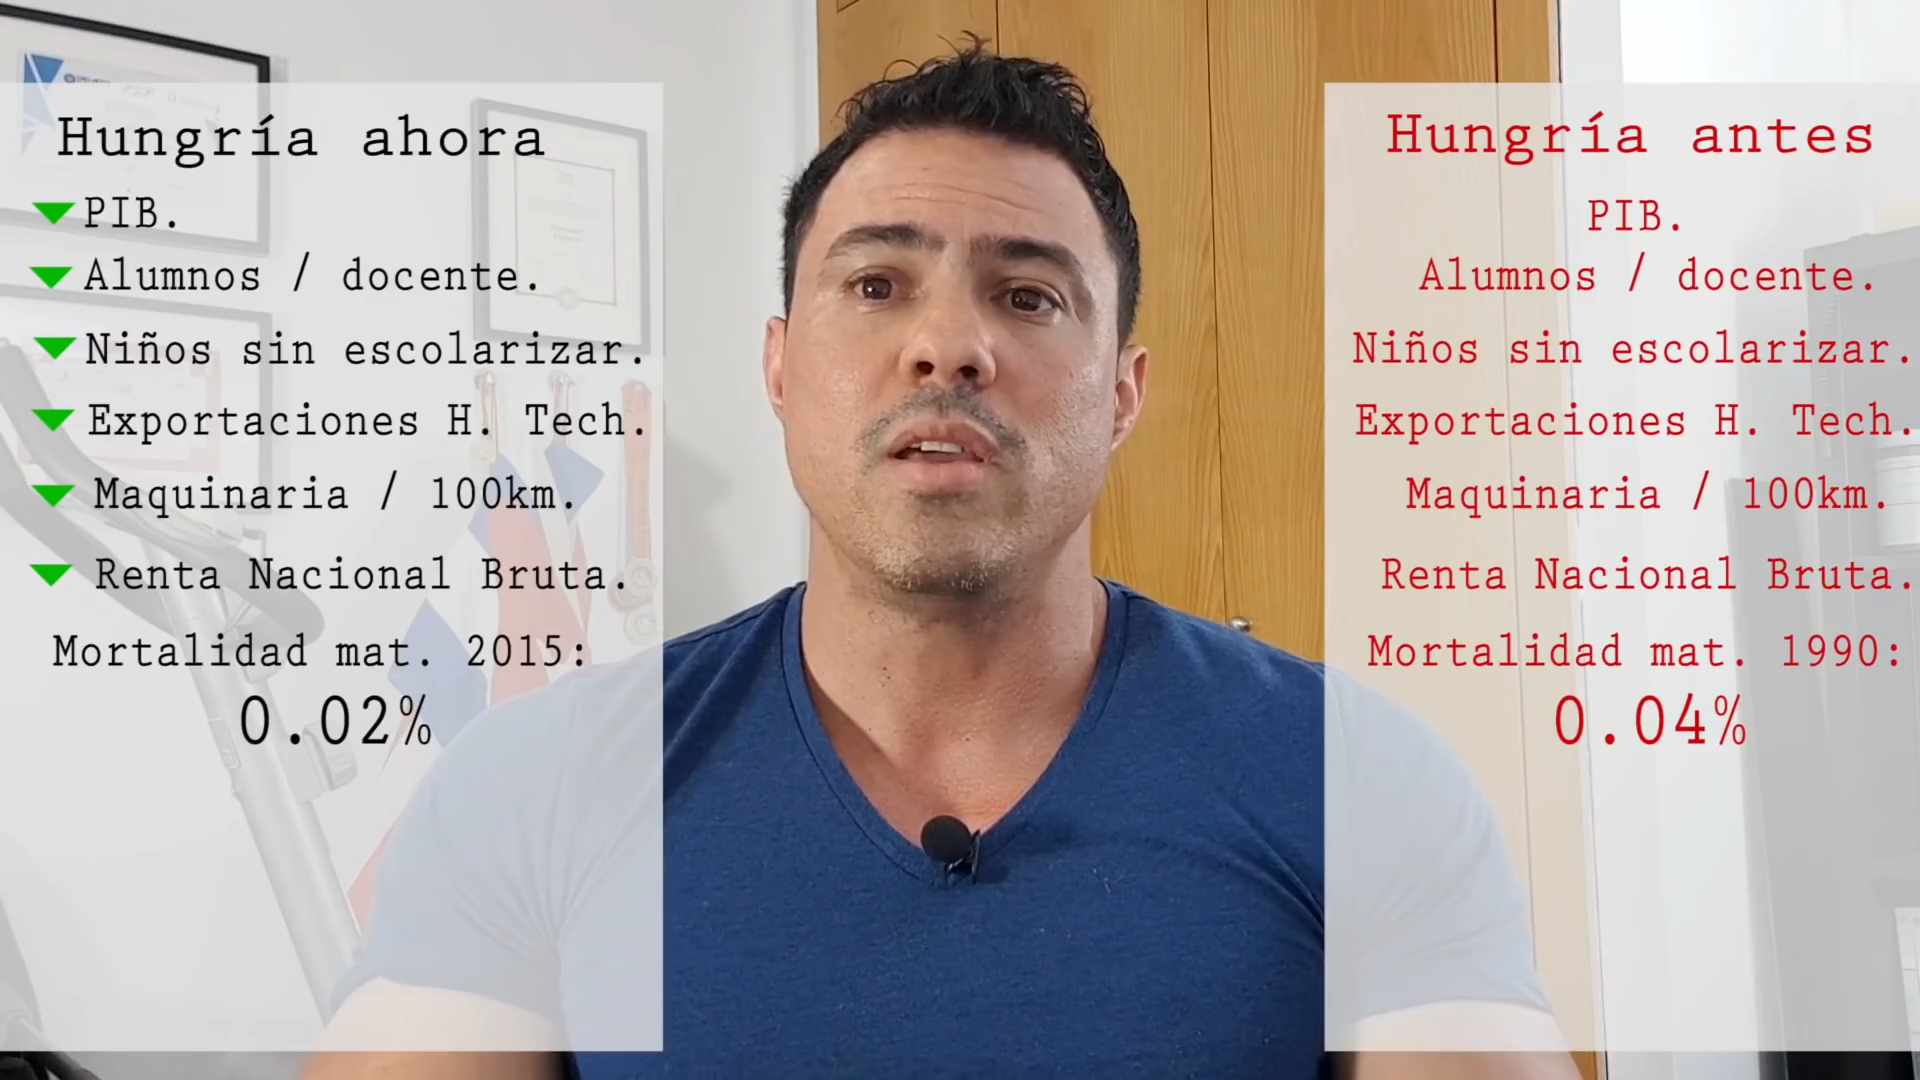 Hungría ahora
PIB.
Alumnos / docente.
Niños sin escolarizar.
Exportaciones H. Tech.
Maquinaria / 100km.
Renta Nacional Bruta.
Mortalidad mat. 2015:
0.02%
Hungría antes
PIB.
Alumnos / docente.
Niños sin escolarizar.
Exportaciones H. Tech.
Maquinaria / 100km.
Renta Nacional Bruta.
Mortalidad mat. 1990:
0.04%